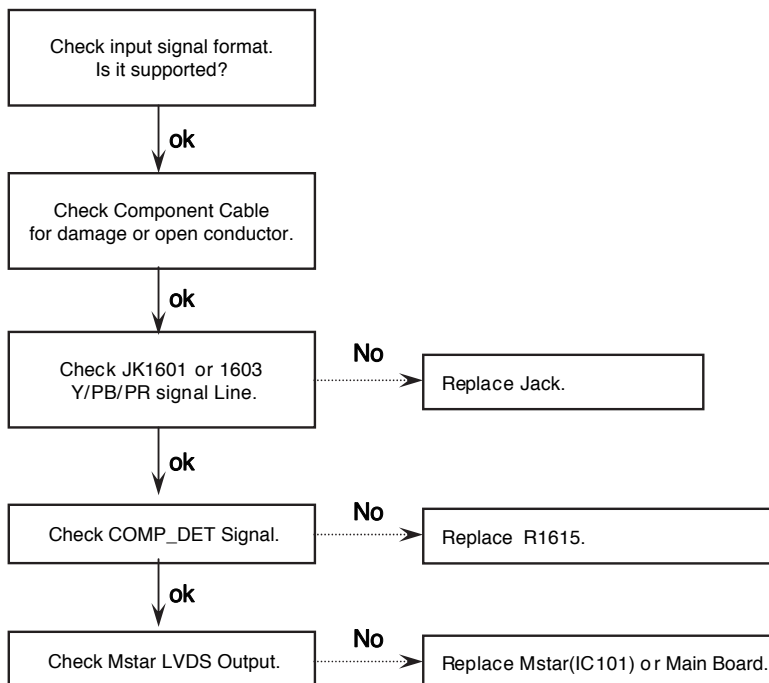 Check input signal format.
Is it supported?
ok
Check Component Cable
for damage or open conductor.
ok
Check JK1601 or 1603
Y/PB/PR signal Line.
No
Replace Jack.
ok
Check COMP_DET Signal.
No
Replace R1615.
ok
Check Mstar LVDS Output.
No
Replace Mstar(IC101) or Main Board.